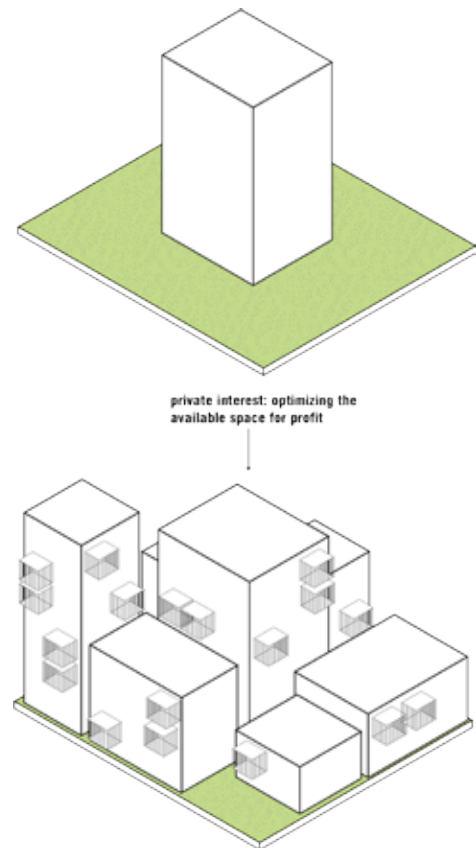 private interest: optimizing the
available space for profit